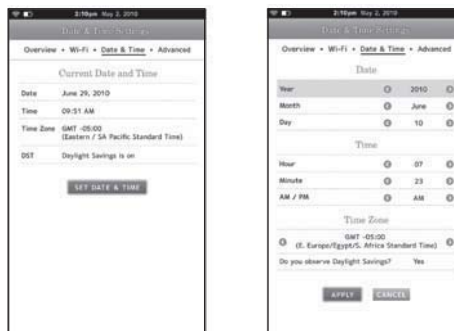 2:10pm May 2, 2010
Date & Time Settings
Overview • Wi-Fi • Date & Time • Advanced
Current Date and Time
Date June 29, 2010
Time 09:51 AM
Time Zone GMT -05:00
(Eastern / SA Pacific Standard Time)
DST Daylight Savings is on
SET DATE & TIME
2:10pm May 2, 2010
Date & Time Settings
Overview • Wi-Fi • Date & Time • Advanced
Date
Year 2010
Month June
Day 10
Time
Hour 07
Minute 23
AM / PM AM
Time Zone
GMT -05:00
(E. Europe/Egypt/S. Africa Standard Time)
Do you observe Daylight Savings? Yes
APPLY CANCEL